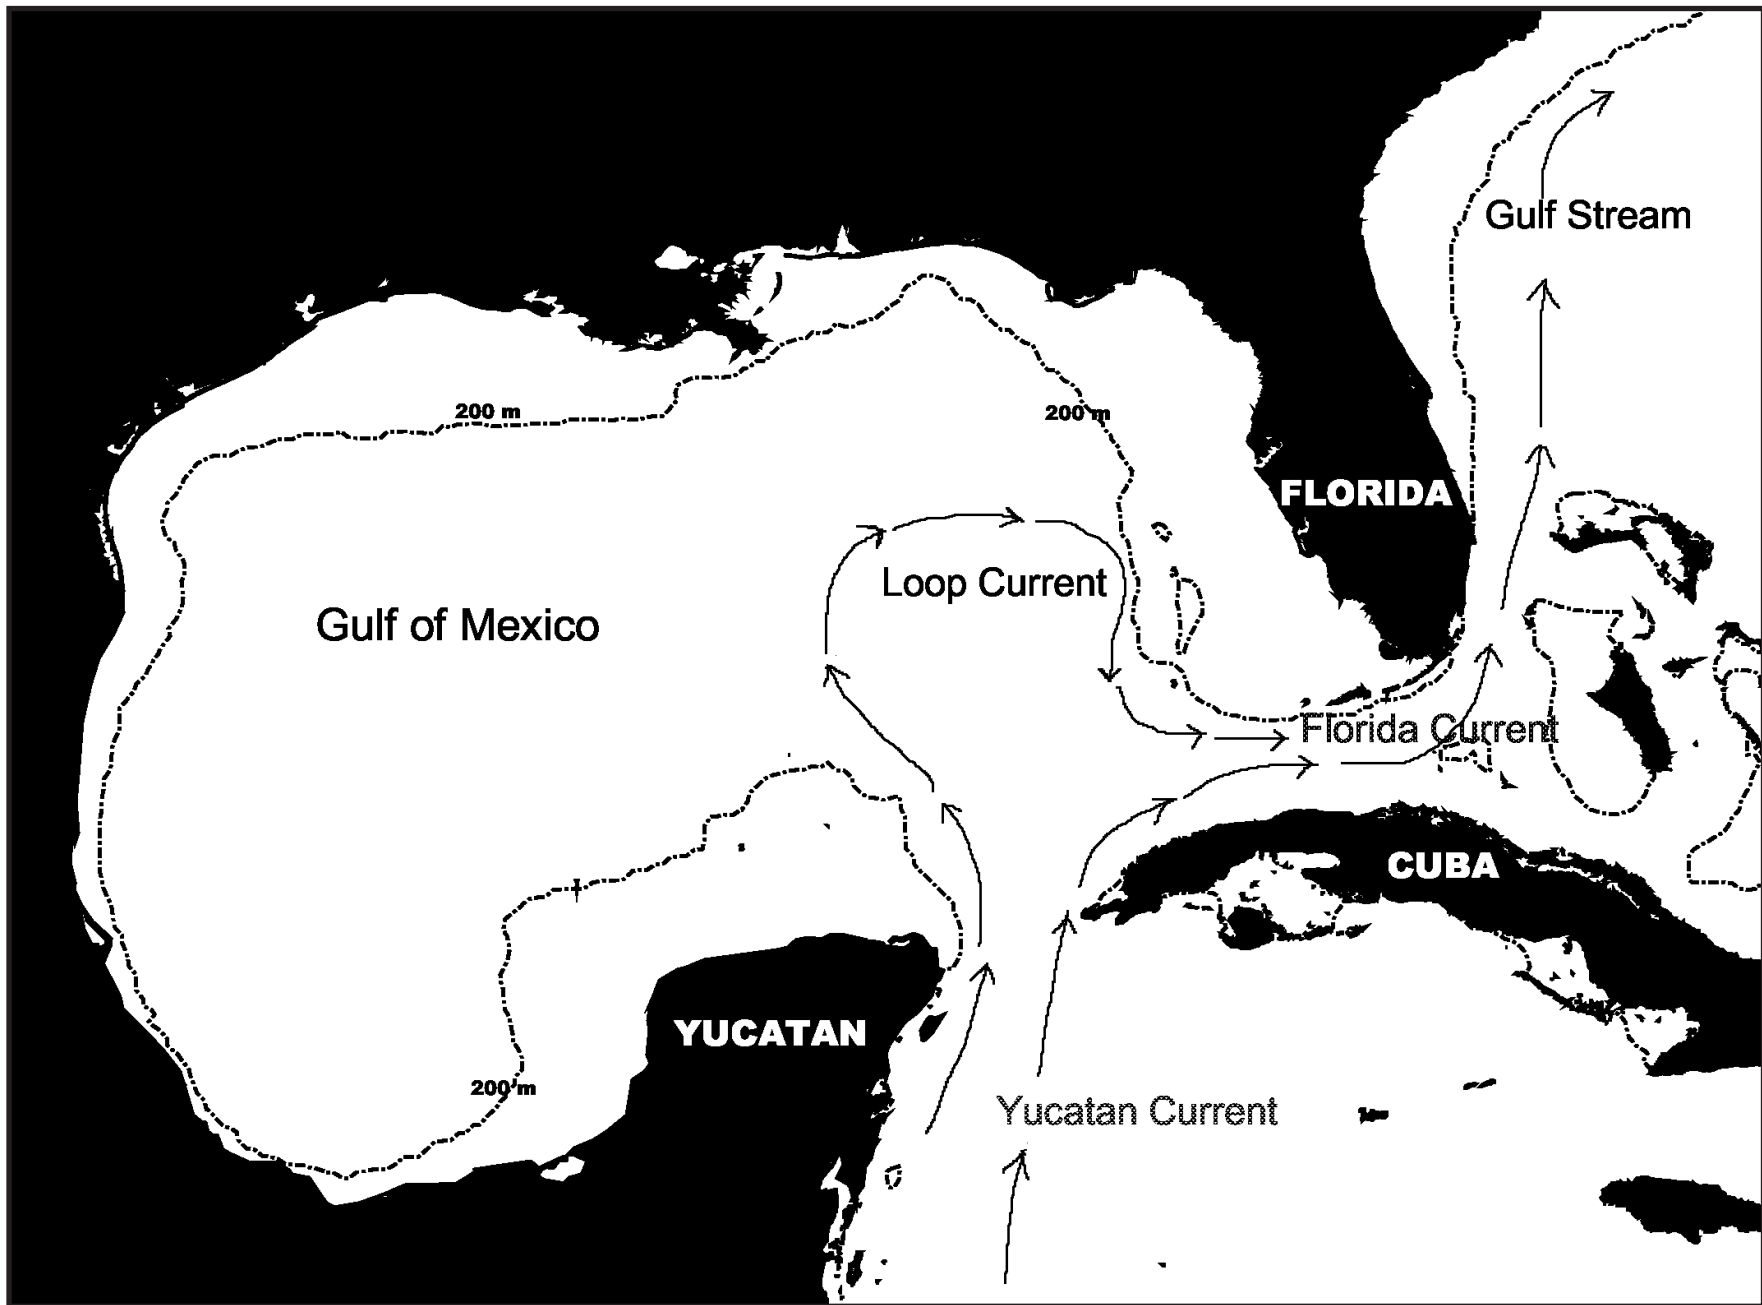 Gulf Stream
200 m
200 m
FLORIDA
Loop Current
Gulf of Mexico
Florida Current
CUBA
YUCATAN
200 m
Yucatan Current